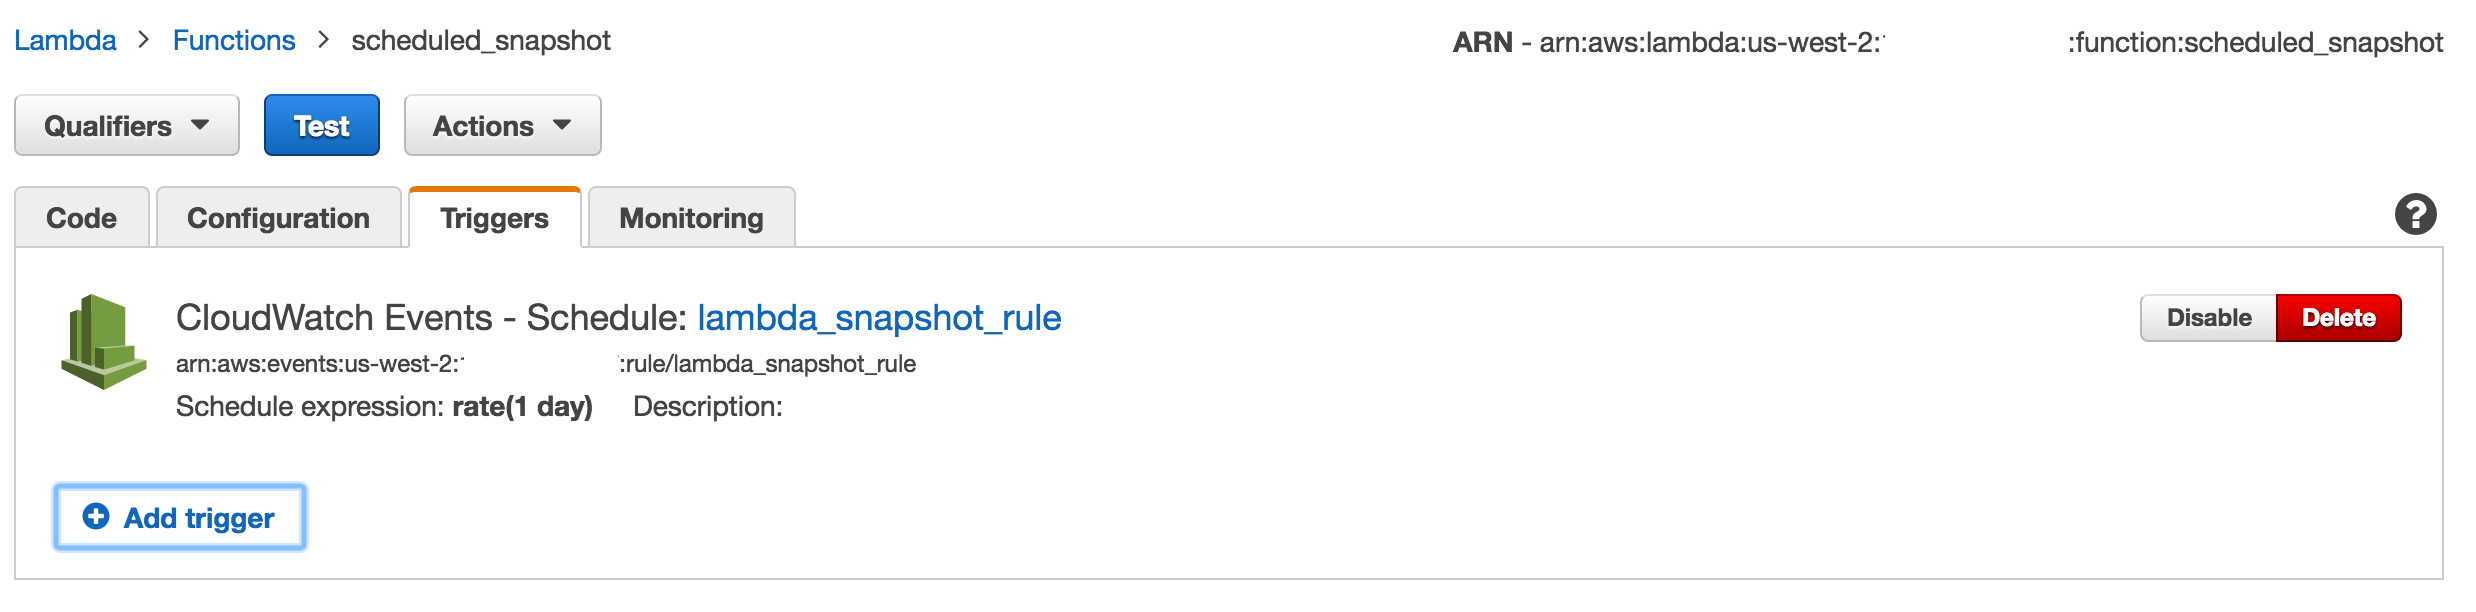 Lambda > Functions > scheduled_snapshot
ARN - arn:aws:lambda:us-west-2: :function:scheduled_snapshot
Qualifiers Test Actions
Code Configuration Triggers Monitoring
?
CloudWatch Events - Schedule: lambda_snapshot_rule
Disable Delete
arn:aws:events:us-west-2: :rule/lambda_snapshot_rule
Schedule expression: rate(1 day) Description:
Add trigger